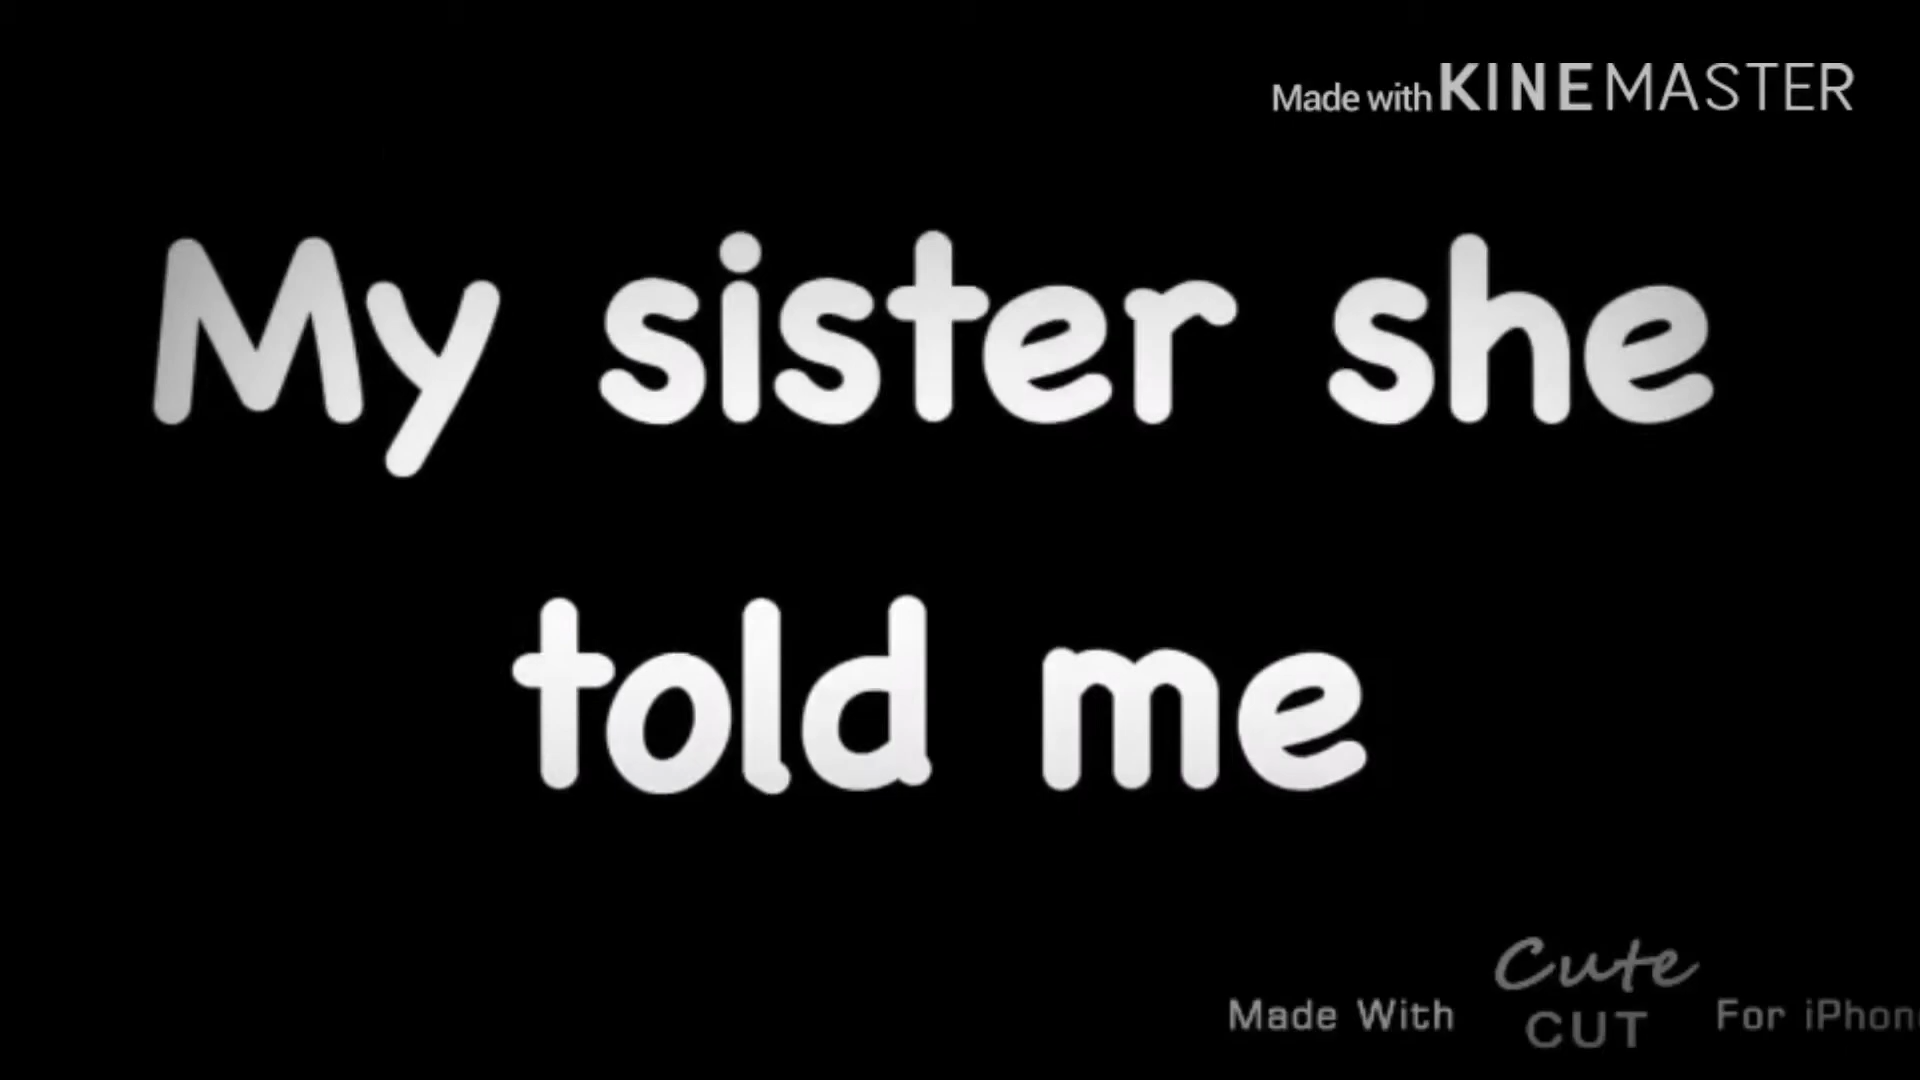 Made with KINEMASTER
My sister she
told me
Cute
Made With CUT For iPhon